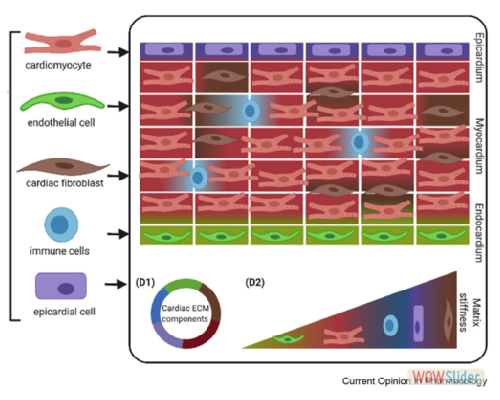 cardicmyocyte
endothelial cell
cardiac fibroblast
immune cells
epicardial cell
Epicardium
Myocardium
Endocardium
(D1)
Cardiac ECM
components
(D2)
Matrix
stiffness
Current Opinion in Pharmacology
WOWSlider